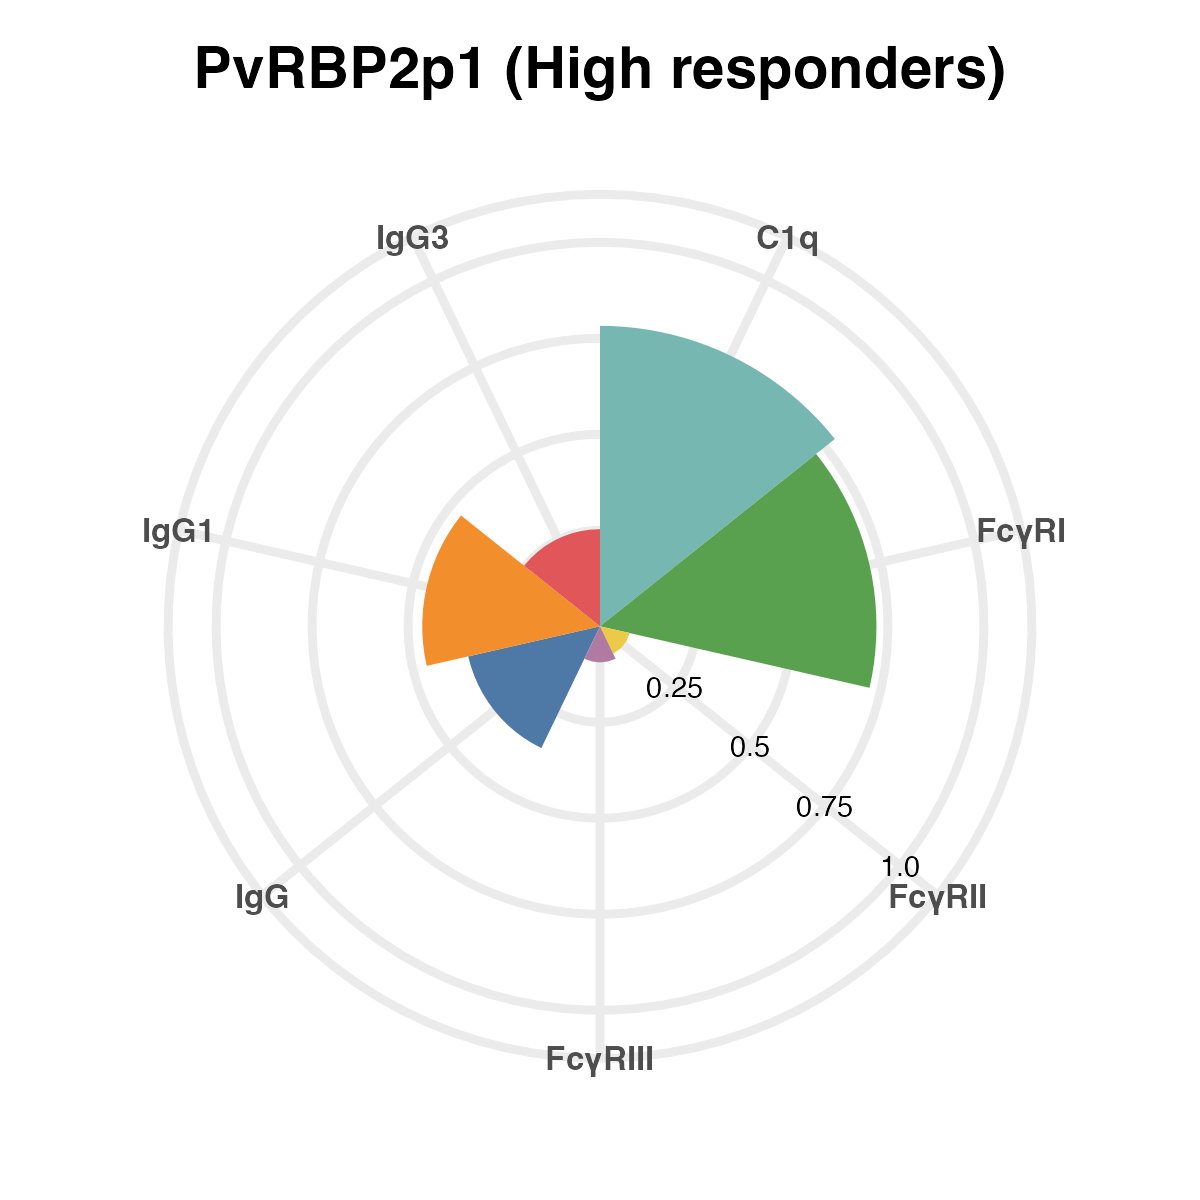 PvRBP2p1 (High responders)
IgG3
C1q
IgG1
FcγRI
0.25
0.5
0.75
1.0
IgG
FcγRII
FcγRIII